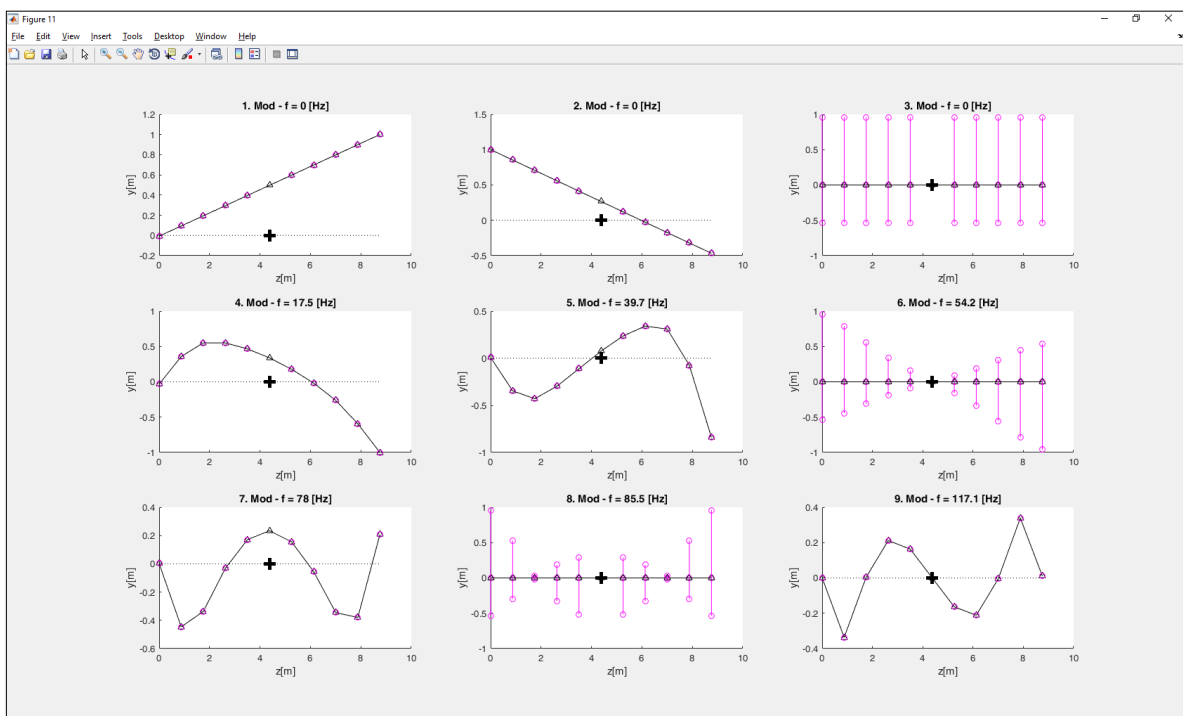 Figure 11
File Edit View Insert Tools Desktop Window Help
1. Mod - f = 0 [Hz]
1.2
1
0.8
0.6
0.4
0.2
0
-0.2
y[m]
0 2 4 6 8 10
z[m]
2. Mod - f = 0 [Hz]
1.5
1
0.5
0
-0.5
y[m]
0 2 4 6 8 10
z[m]
3. Mod - f = 0 [Hz]
1
0.5
0
-0.5
-1
y[m]
0 2 4 6 8 10
z[m]
4. Mod - f = 17.5 [Hz]
1
0.5
0
-0.5
-1
y[m]
0 2 4 6 8 10
z[m]
5. Mod - f = 39.7 [Hz]
0.5
0
-0.5
-1
y[m]
0 2 4 6 8 10
z[m]
6. Mod - f = 54.2 [Hz]
1
0.5
0
-0.5
-1
y[m]
0 2 4 6 8 10
z[m]
7. Mod - f = 78 [Hz]
0.4
0.2
0
-0.2
-0.4
-0.6
y[m]
0 2 4 6 8 10
z[m]
8. Mod - f = 85.5 [Hz]
1
0.5
0
-0.5
-1
y[m]
0 2 4 6 8 10
z[m]
9. Mod - f = 117.1 [Hz]
0.4
0.2
0
-0.2
-0.4
y[m]
0 2 4 6 8 10
z[m]